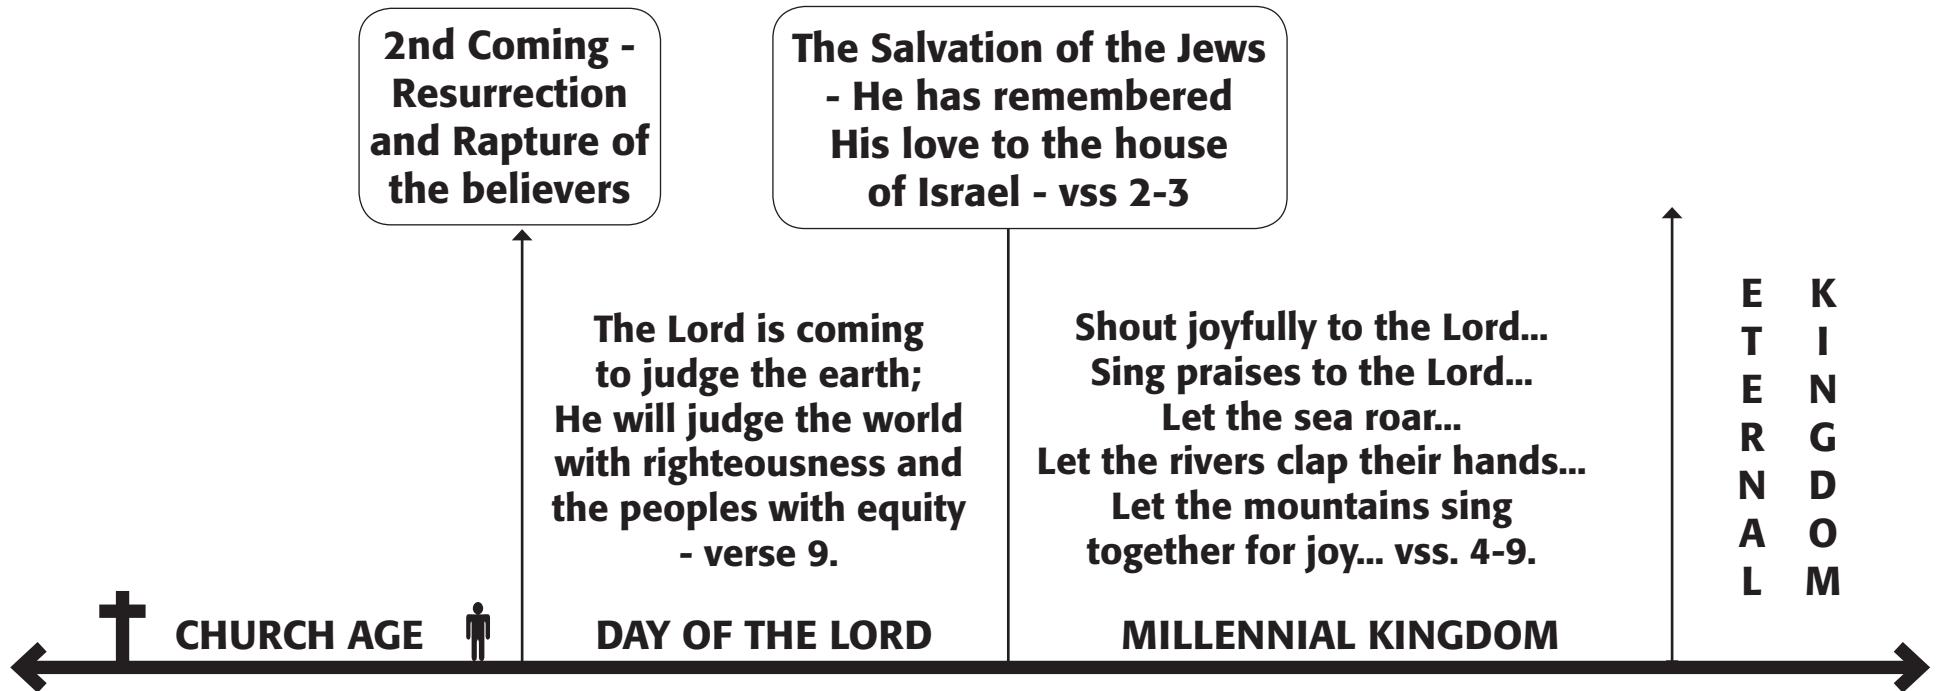 2nd Coming -
Resurrection
and Rapture of
the believers
The Salvation of the Jews
- He has remembered
His love to the house
of Israel - vss 2-3
The Lord is coming
to judge the earth;
He will judge the world
with righteousness and
the peoples with equity
- verse 9.
Shout joyfully to the Lord...
Sing praises to the Lord...
Let the sea roar...
Let the rivers clap their hands...
Let the mountains sing
together for joy... vss. 4-9.
ETERNAL
KINGDOM
CHURCH AGE
DAY OF THE LORD
MILLENNIAL KINGDOM